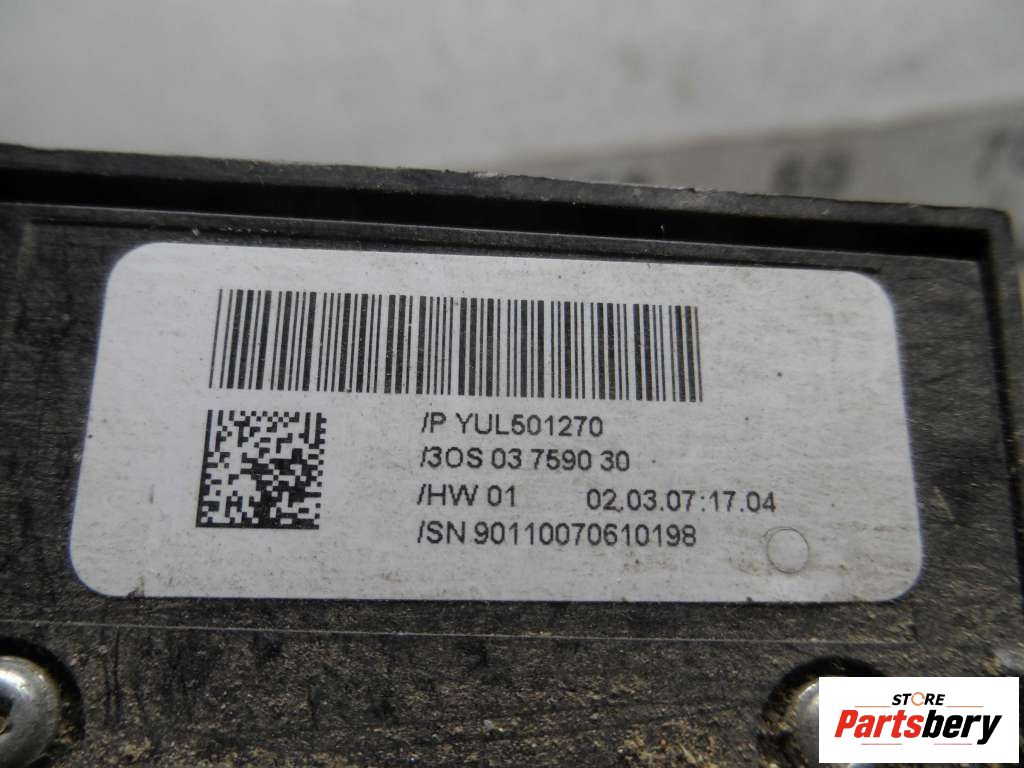 /P YUL501270
/3OS 03 7590 30
/HW 01 02.03.07:17.04
/SN 90110070610198
STORE
Partsbery